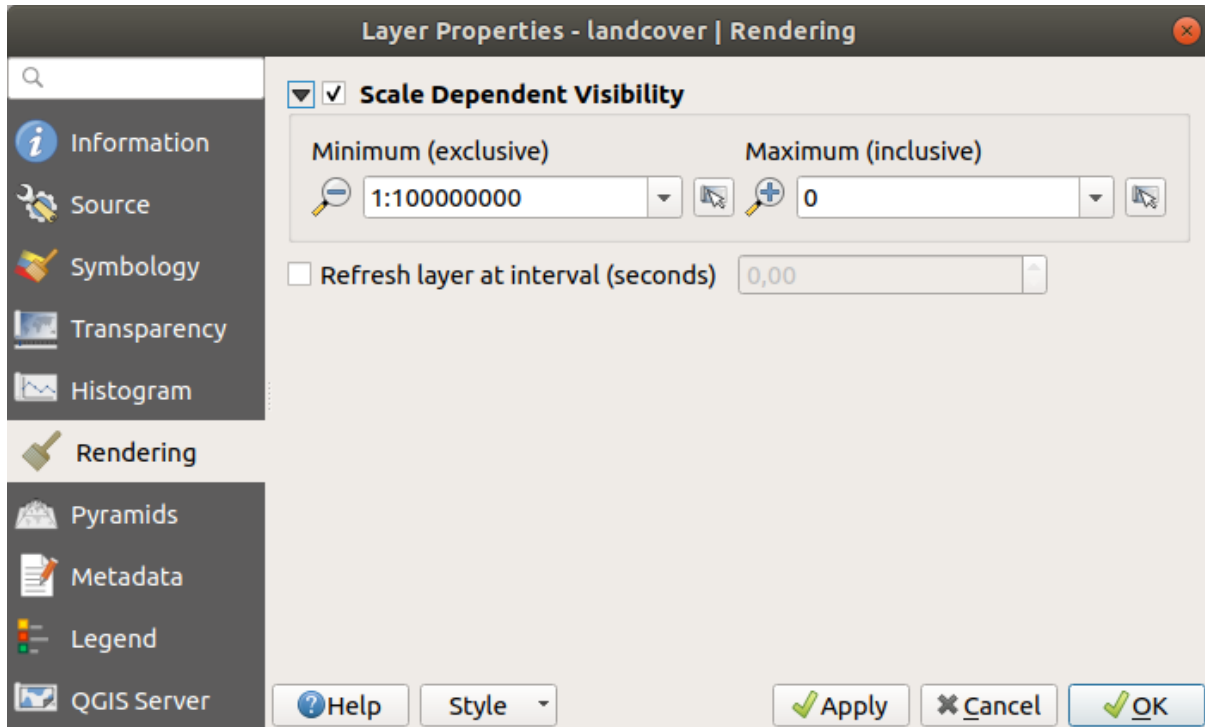 Layer Properties - landcover | Rendering
Information
Source
Symbology
Transparency
Histogram
Rendering
Pyramids
Metadata
Legend
QGIS Server
Scale Dependent Visibility
Minimum (exclusive)
Maximum (inclusive)
1:100000000
0
Refresh layer at interval (seconds)
0,00
Help
Style
Apply
Cancel
OK